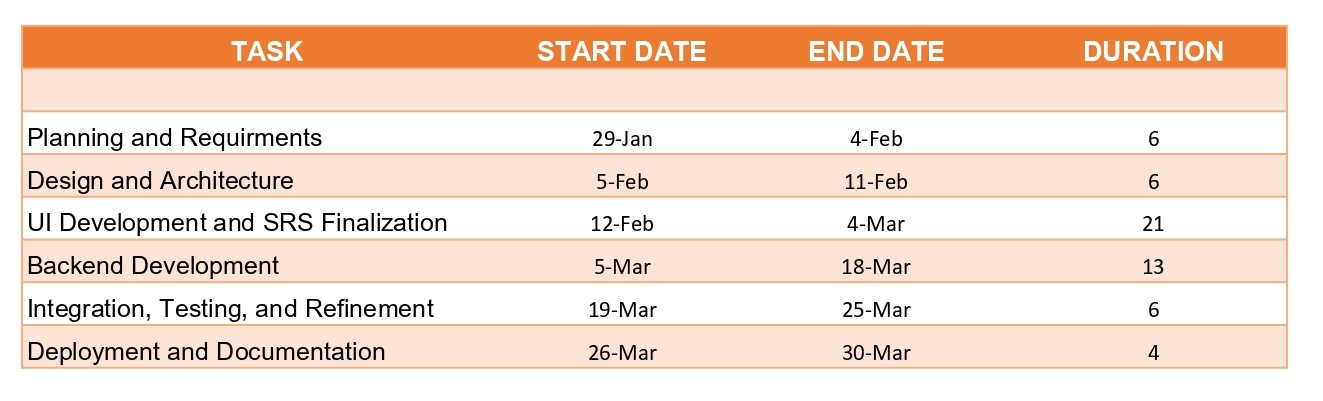 TASK START DATE END DATE DURATION
Planning and Requirments 29-Jan 4-Feb 6
Design and Architecture 5-Feb 11-Feb 6
UI Development and SRS Finalization 12-Feb 4-Mar 21
Backend Development 5-Mar 18-Mar 13
Integration, Testing, and Refinement 19-Mar 25-Mar 6
Deployment and Documentation 26-Mar 30-Mar 4